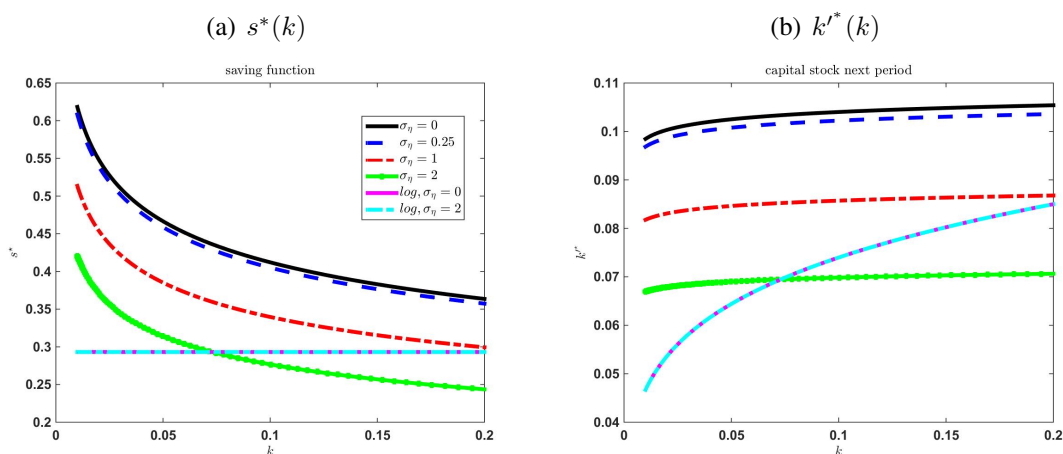 (a) s*(k)
(b) k'*(k)
saving function
0.65
0.6
0.55
0.5
0.45
0.4
0.35
0.3
0.25
0.2
s*
0
0.05
0.1
0.15
0.2
k
σ_η = 0
σ_η = 0.25
σ_η = 1
σ_η = 2
log, σ_η = 0
log, σ_η = 2
capital stock next period
0.11
0.1
0.09
0.08
0.07
0.06
0.05
0.04
k'*
0
0.05
0.1
0.15
0.2
k